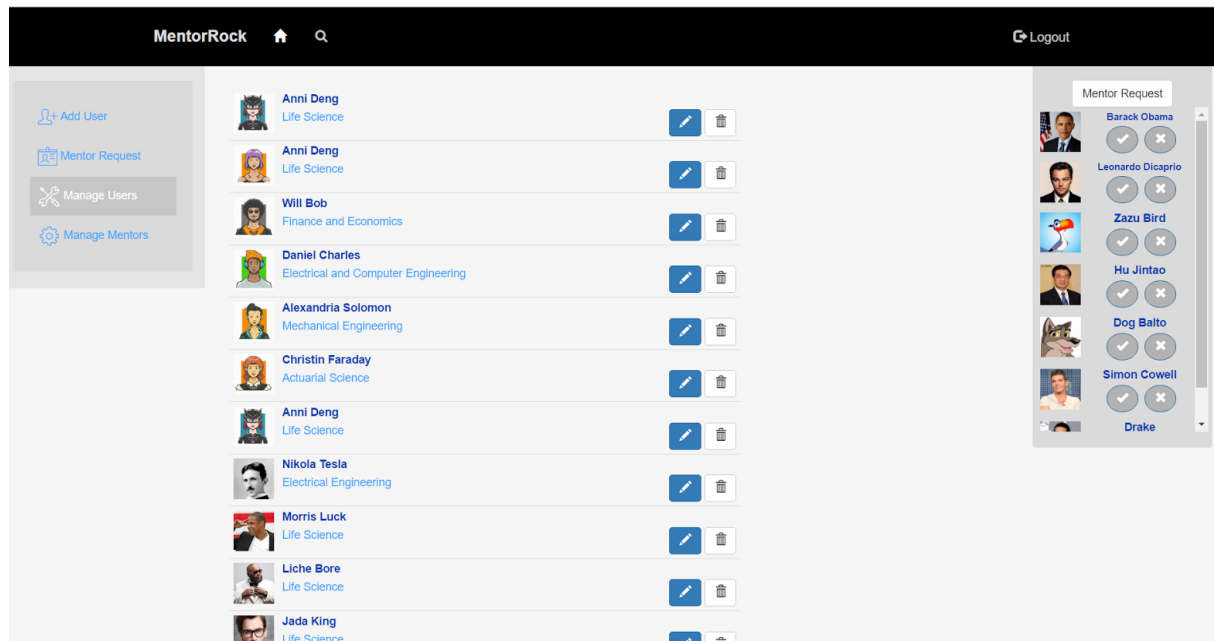 MentorRock
Logout
Add User
Mentor Request
Manage Users
Manage Mentors
Anni Deng
Life Science
Anni Deng
Life Science
Will Bob
Finance and Economics
Daniel Charles
Electrical and Computer Engineering
Alexandria Solomon
Mechanical Engineering
Christin Faraday
Actuarial Science
Anni Deng
Life Science
Nikola Tesla
Electrical Engineering
Morris Luck
Life Science
Liche Bore
Life Science
Jada King
Life Science
Mentor Request
Barack Obama
Leonardo Dicaprio
Zazu Bird
Hu Jintao
Dog Balto
Simon Cowell
Drake